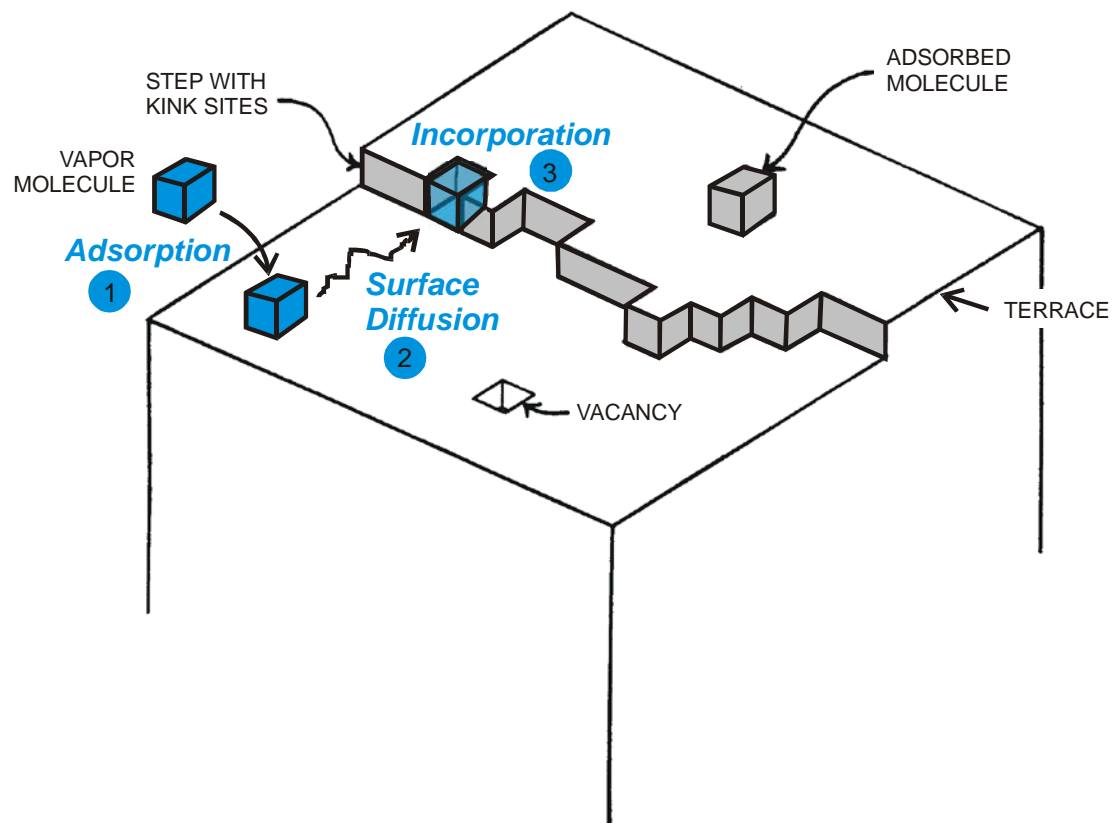 STEP WITH
KINK SITES
ADSORBED
MOLECULE
VAPOR
MOLECULE
Incorporation
3
Adsorption
1
Surface
Diffusion
2
TERRACE
VACANCY